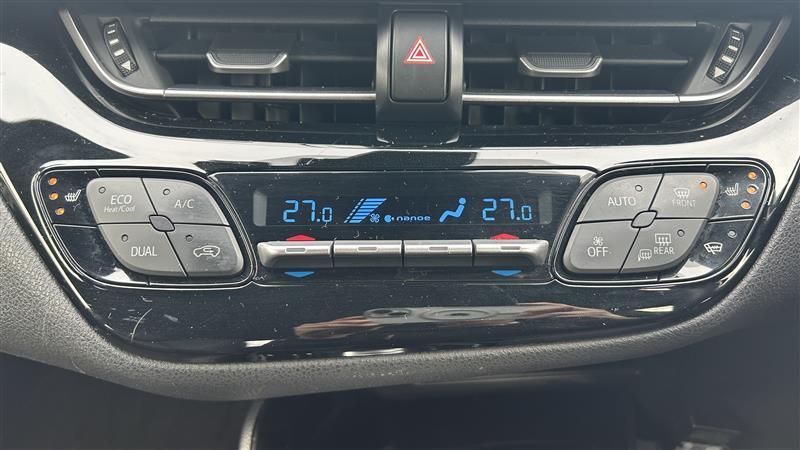 ECO
Heat/Cool
A/C
DUAL
27.0
nanoe
27.0
AUTO
FRONT
OFF
REAR